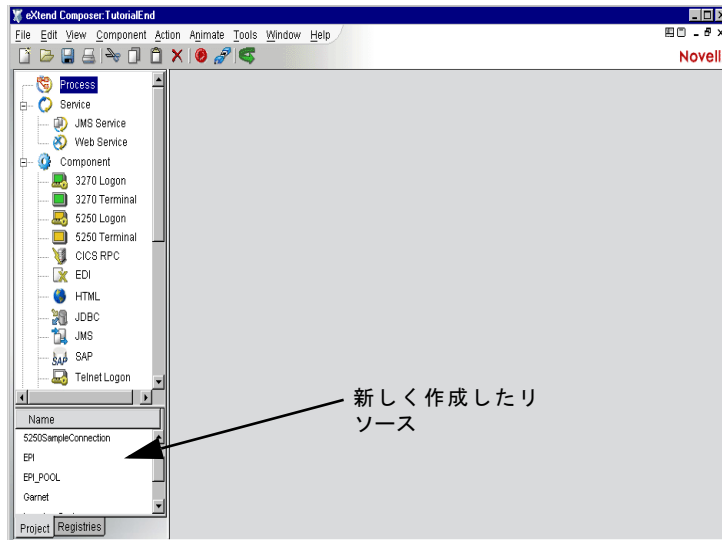 eXtend Composer:TutorialEnd
File Edit View Component Action Animate Tools Window Help
Novell
Process
Service
JMS Service
Web Service
Component
3270 Logon
3270 Terminal
5250 Logon
5250 Terminal
CICS RPC
EDI
HTML
JDBC
JMS
SAP
SAP
Telnet Logon
新しく作成したリ
ソース
Name
5250SampleConnection
EPI
EPI_POOL
Garnet
Project Registries